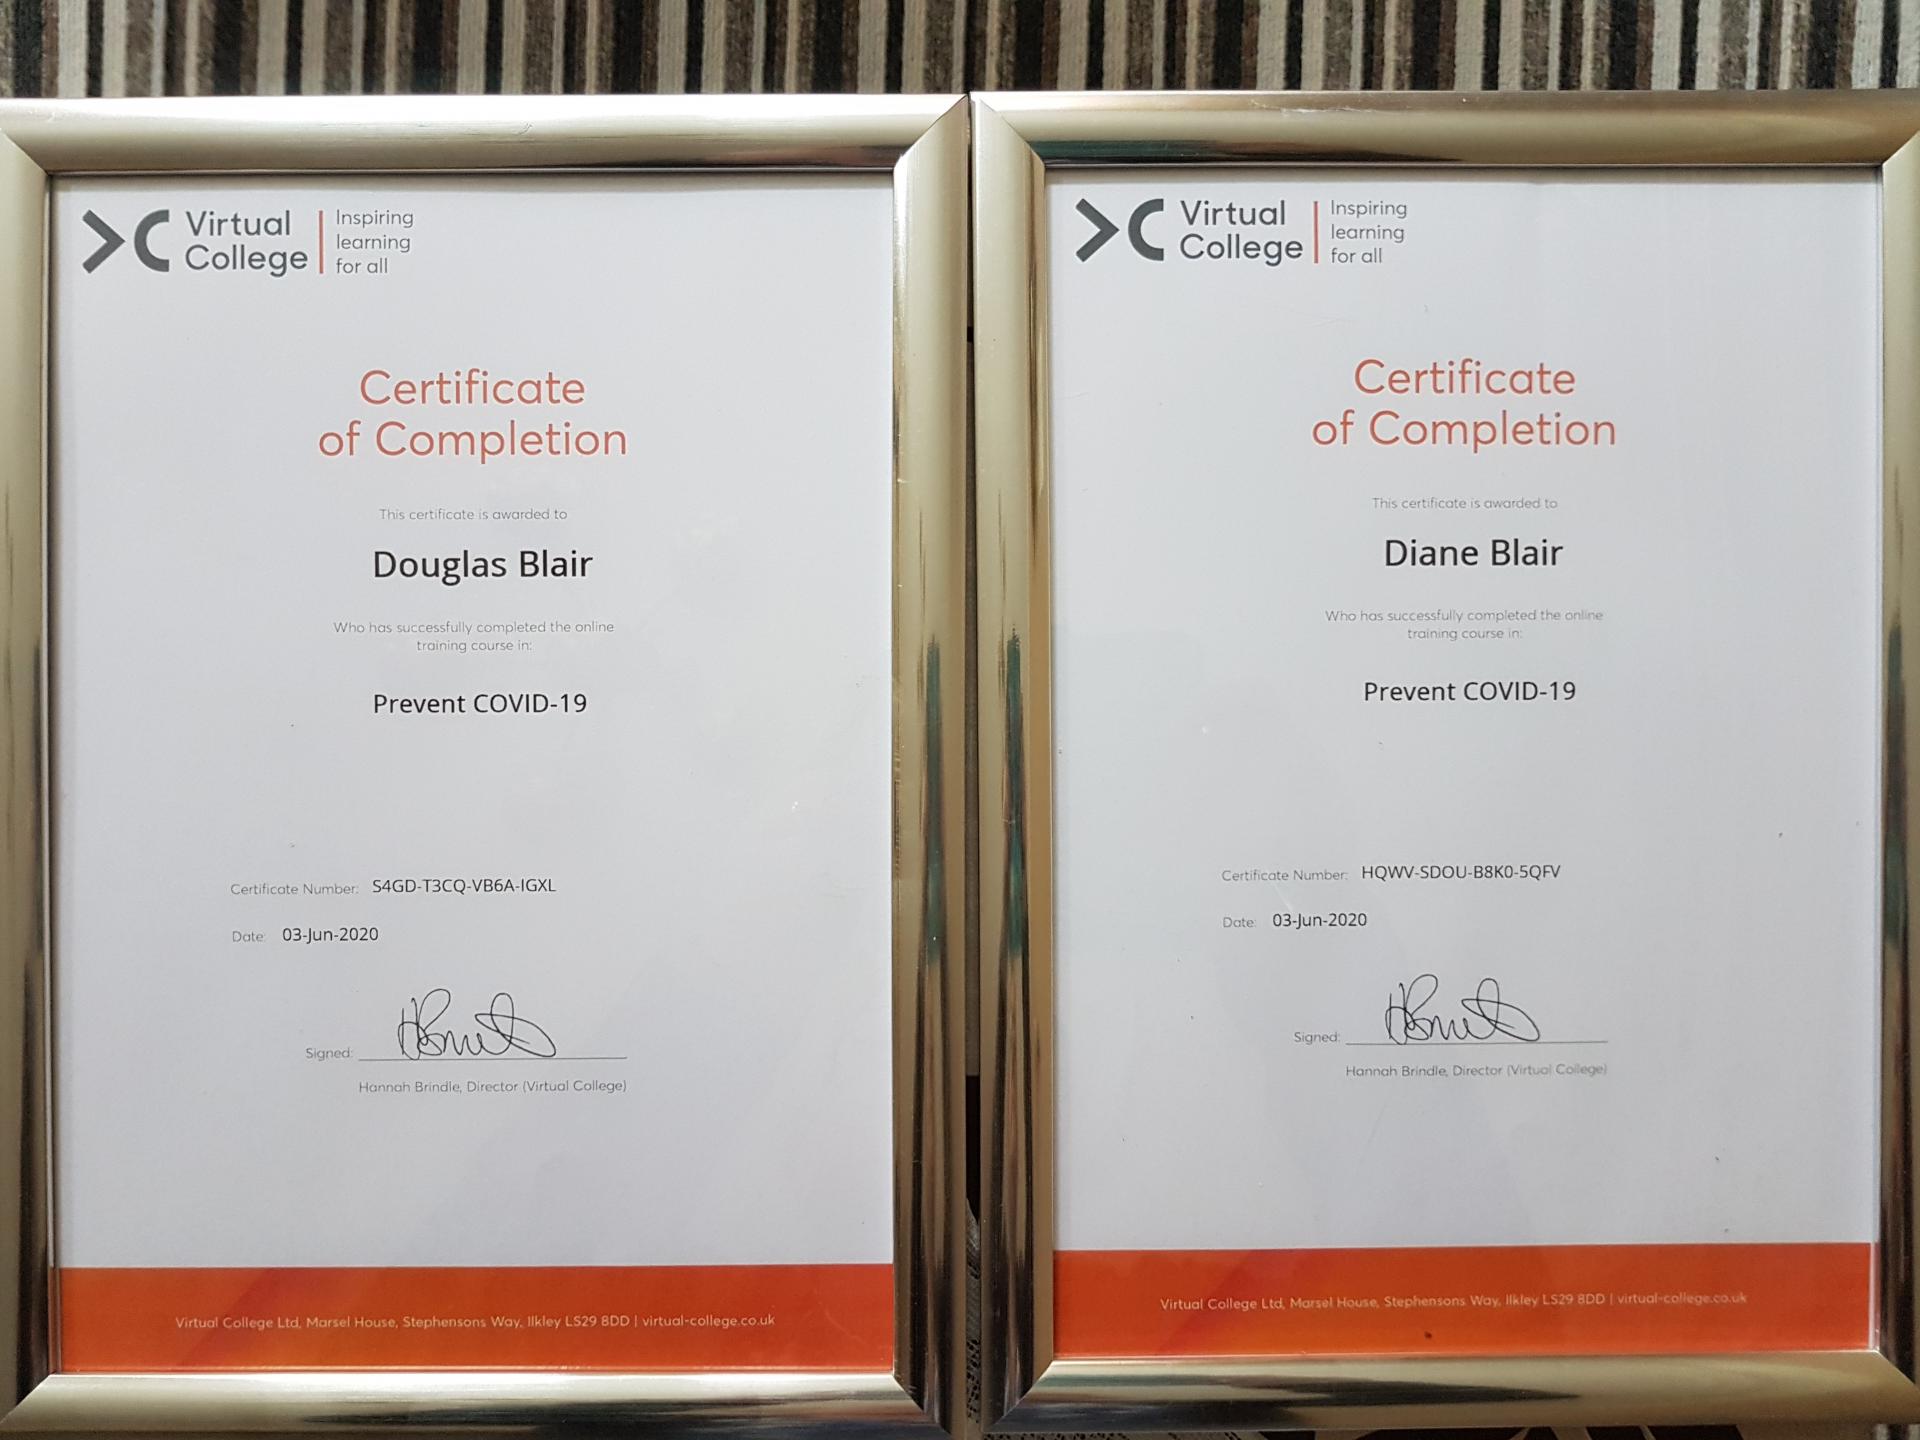 Virtual
College
Inspiring
learning
for all
Certificate
of Completion
This certificate is awarded to
Douglas Blair
Who has successfully completed the online
training course in:
Prevent COVID-19
Certificate Number: S4GD-T3CQ-VB6A-IGXL
Date: 03-Jun-2020
Signed:
Hannah Brindle, Director (Virtual College)
Virtual College Ltd, Marsel House, Stephensons Way, Ilkley LS29 8DD | virtual-college.co.uk
Virtual
College
Inspiring
learning
for all
Certificate
of Completion
This certificate is awarded to
Diane Blair
Who has successfully completed the online
training course in:
Prevent COVID-19
Certificate Number: HQWV-SDOU-B8K0-5QFV
Date: 03-Jun-2020
Signed:
Hannah Brindle, Director (Virtual College)
Virtual College Ltd, Marsel House, Stephensons Way, Ilkley LS29 8DD | virtual-college.co.uk